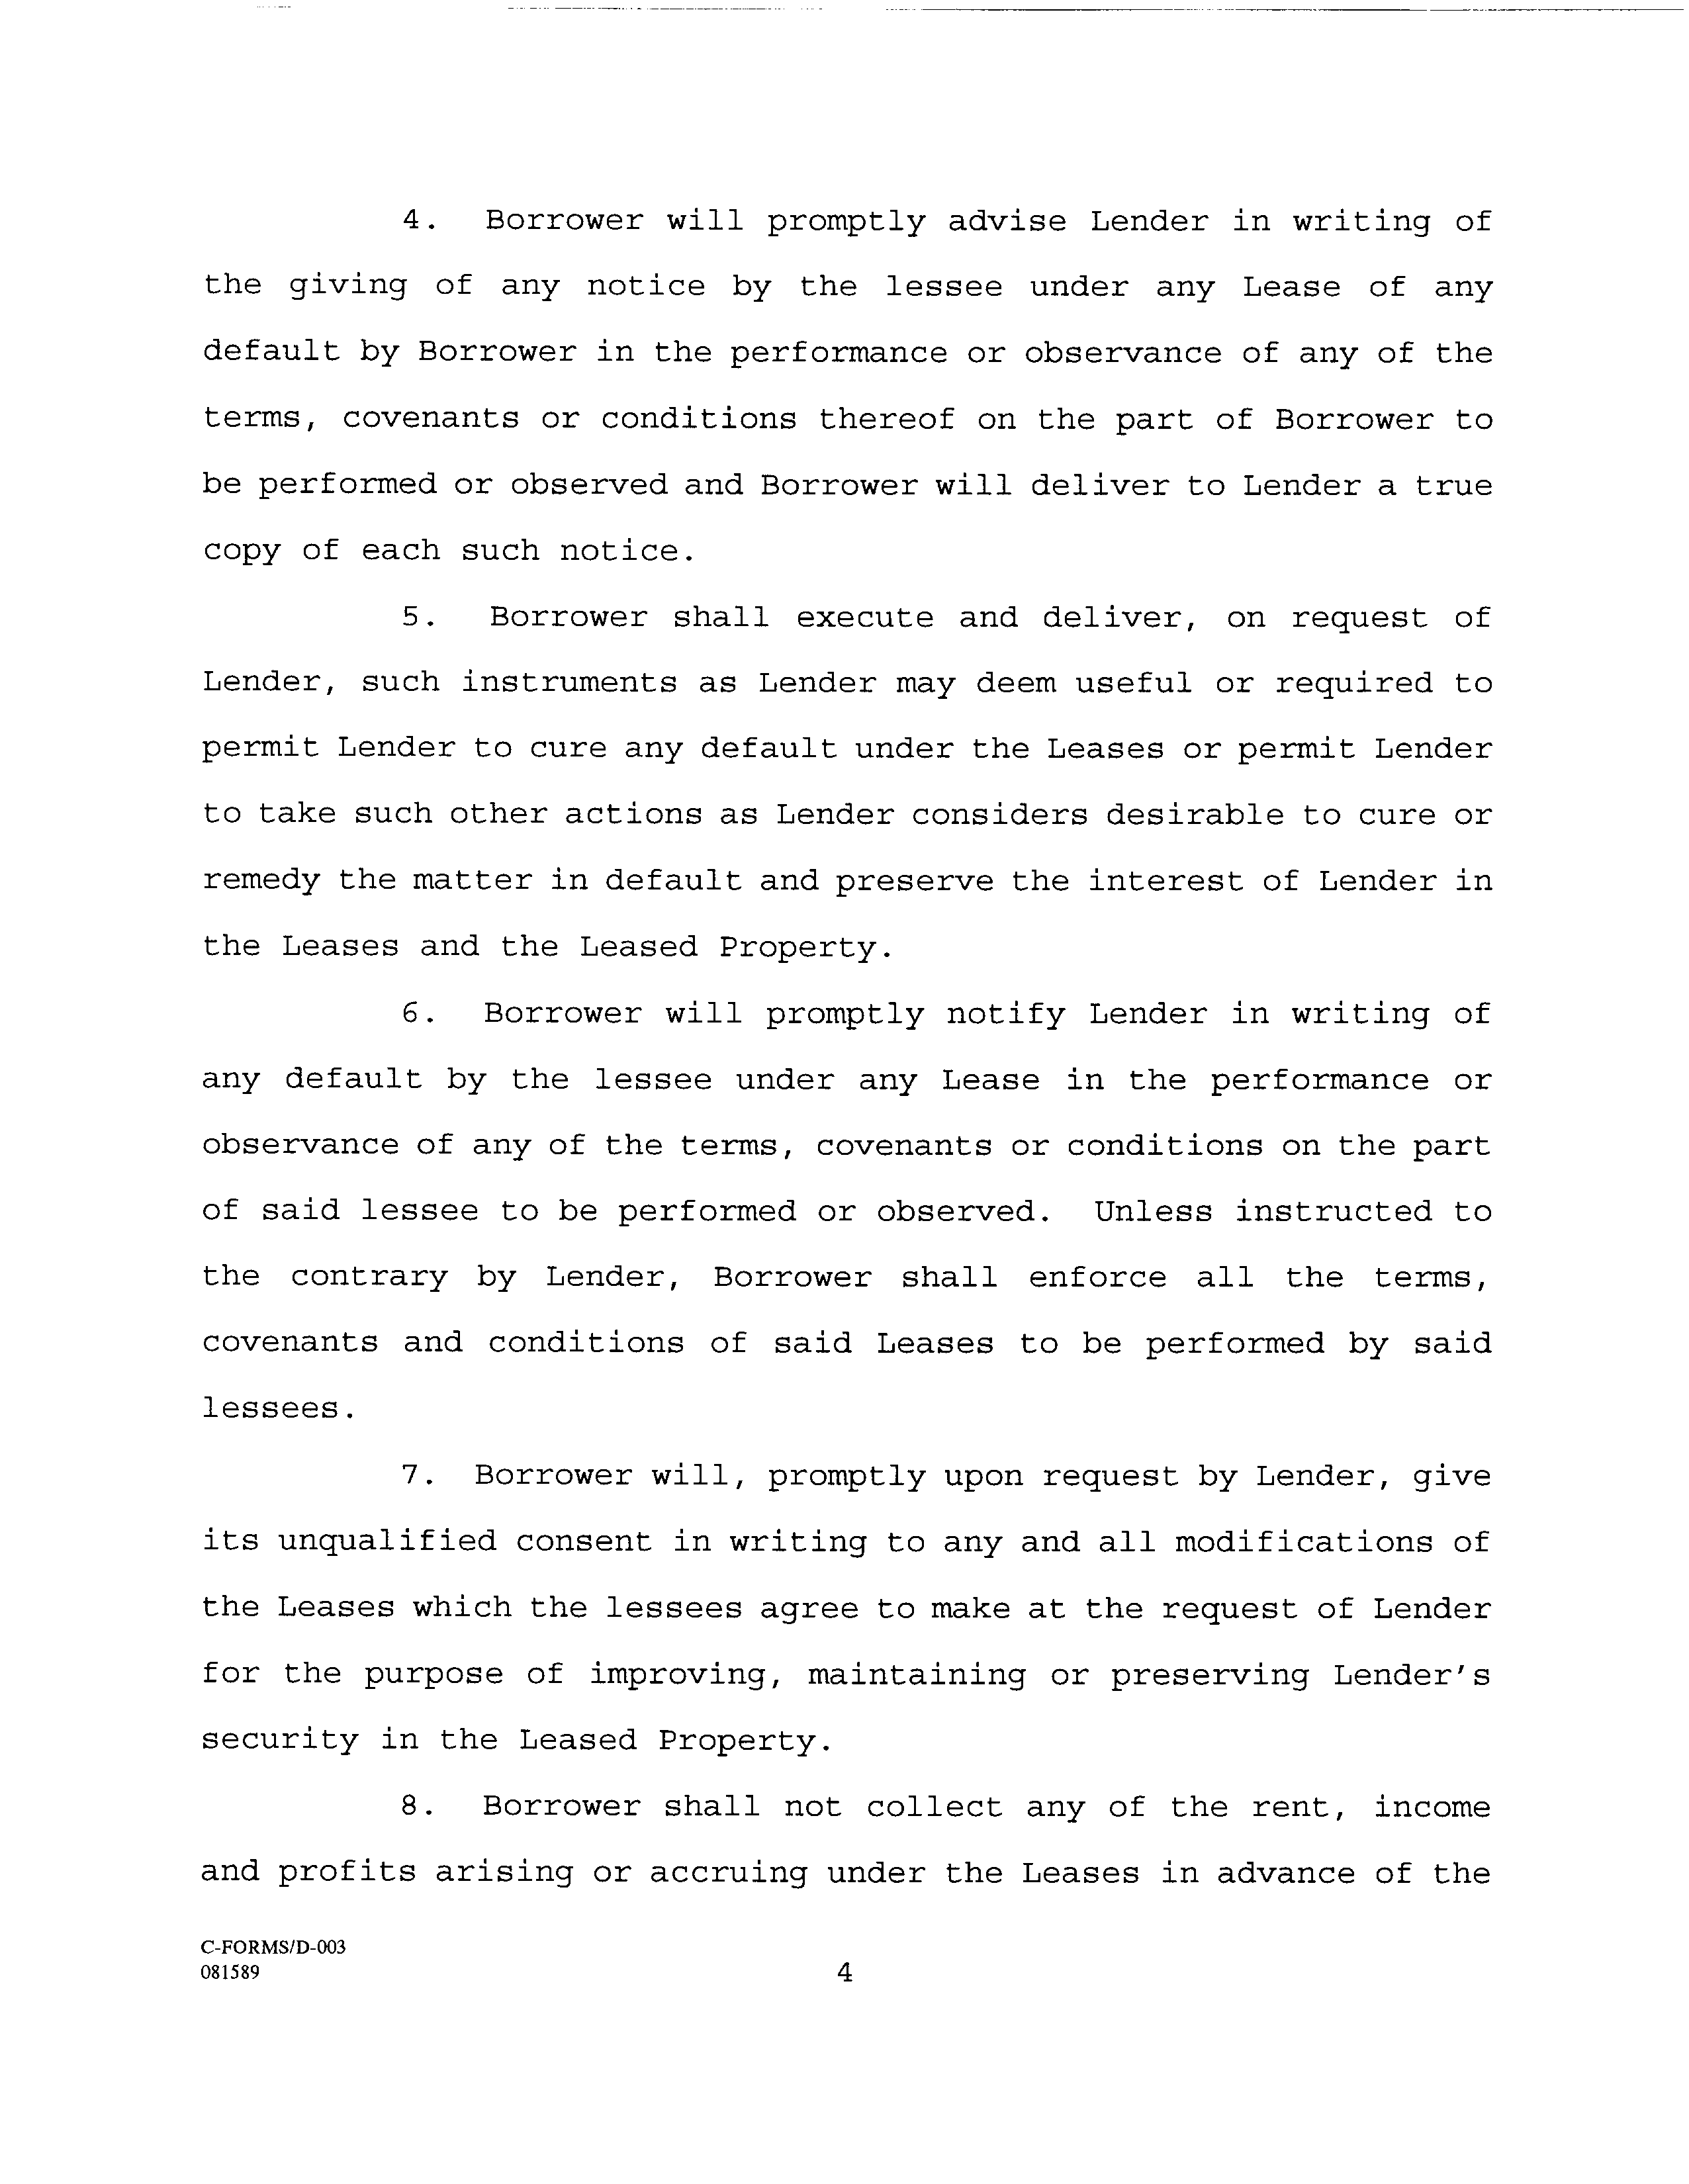 4. Borrower will promptly advise Lender in writing of
the giving of any notice by the lessee under any Lease of any
default by Borrower in the performance or observance of any of the
terms, covenants or conditions thereof on the part of Borrower to
be performed or observed and Borrower will deliver to Lender a true
copy of each such notice.
5. Borrower shall execute and deliver, on request of
Lender, such instruments as Lender may deem useful or required to
permit Lender to cure any default under the Leases or permit Lender
to take such other actions as Lender considers desirable to cure or
remedy the matter in default and preserve the interest of Lender in
the Leases and the Leased Property.
6. Borrower will promptly notify Lender in writing of
any default by the lessee under any Lease in the performance or
observance of any of the terms, covenants or conditions on the part
of said lessee to be performed or observed. Unless instructed to
the contrary by Lender, Borrower shall enforce all the terms,
covenants and conditions of said Leases to be performed by said
lessees.
7. Borrower will, promptly upon request by Lender, give
its unqualified consent in writing to any and all modifications of
the Leases which the lessees agree to make at the request of Lender
for the purpose of improving, maintaining or preserving Lender's
security in the Leased Property.
8. Borrower shall not collect any of the rent, income
and profits arising or accruing under the Leases in advance of the
C-FORMS/D-003
081589
4